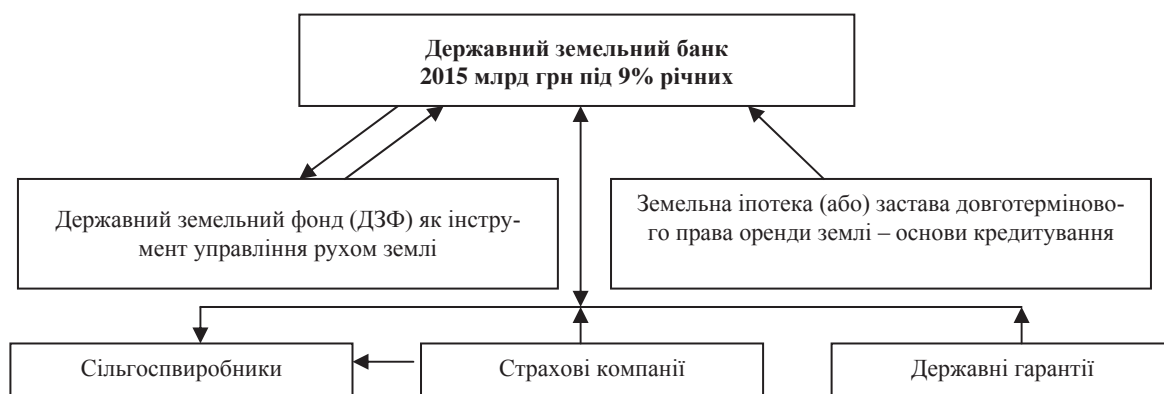 Державний земельний банк
2015 млрд грн під 9% річних
Державний земельний фонд (ДЗФ) як інстру-
мент управління рухом землі
Земельна іпотека (або) застава довготерміново-
го права оренди землі – основи кредитування
Сільгоспвиробники
Страхові компанії
Державні гарантії